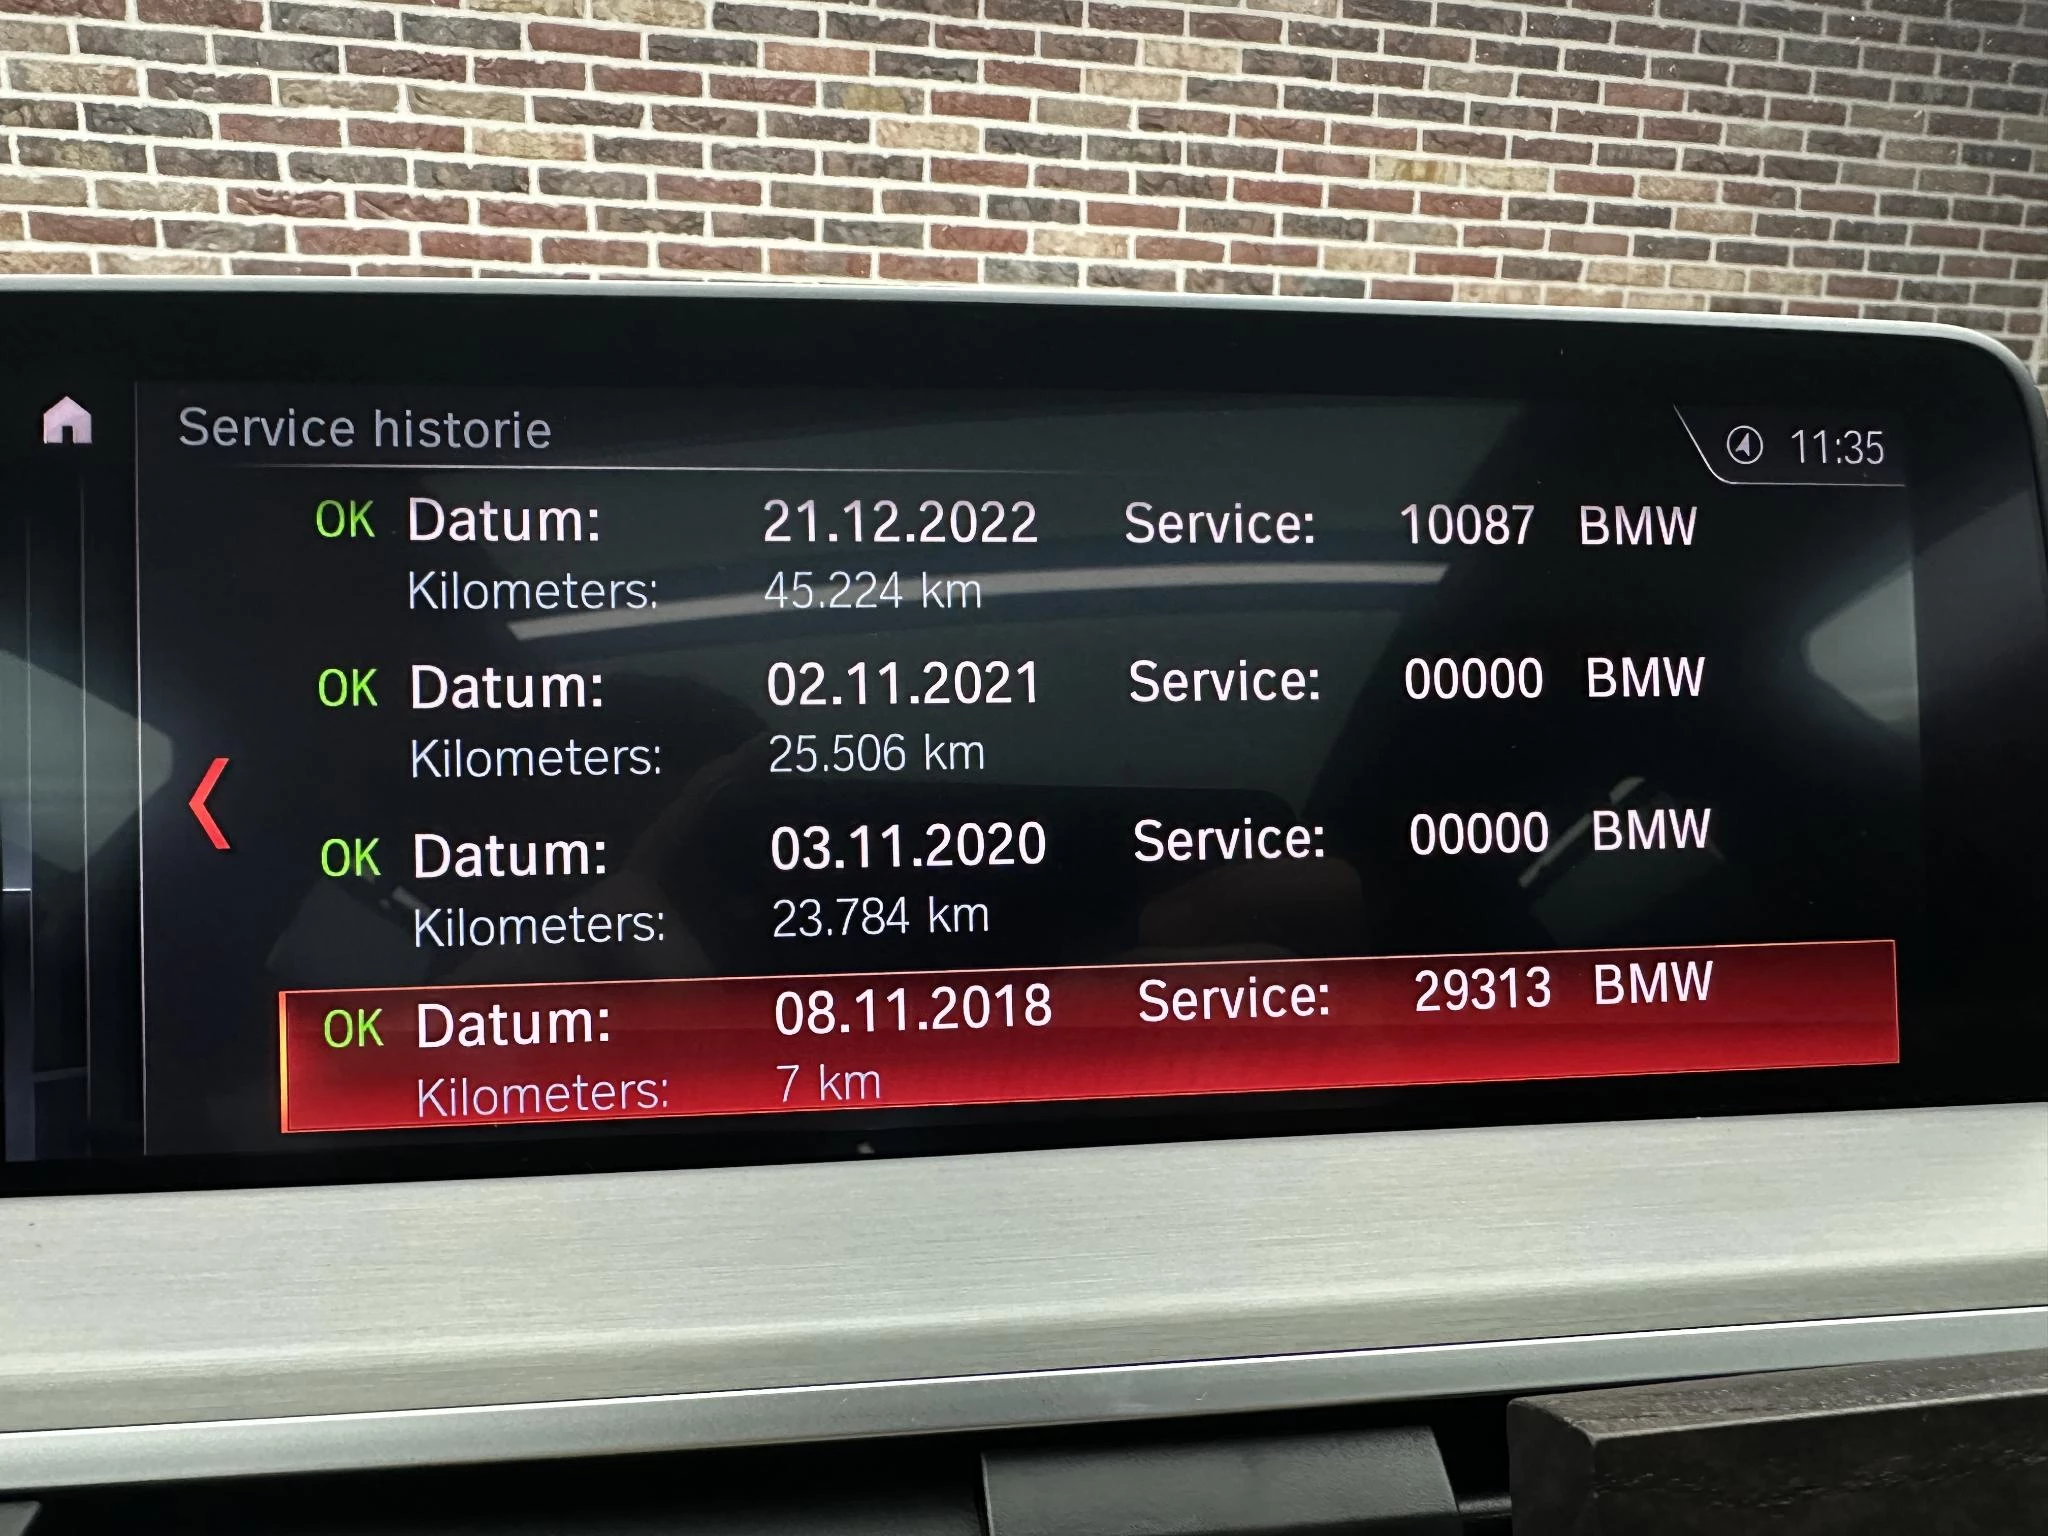 Service historie
11:35
OK Datum: 21.12.2022 Service: 10087 BMW
Kilometers: 45.224 km
OK Datum: 02.11.2021 Service: 00000 BMW
Kilometers: 25.506 km
OK Datum: 03.11.2020 Service: 00000 BMW
Kilometers: 23.784 km
OK Datum: 08.11.2018 Service: 29313 BMW
Kilometers: 7 km